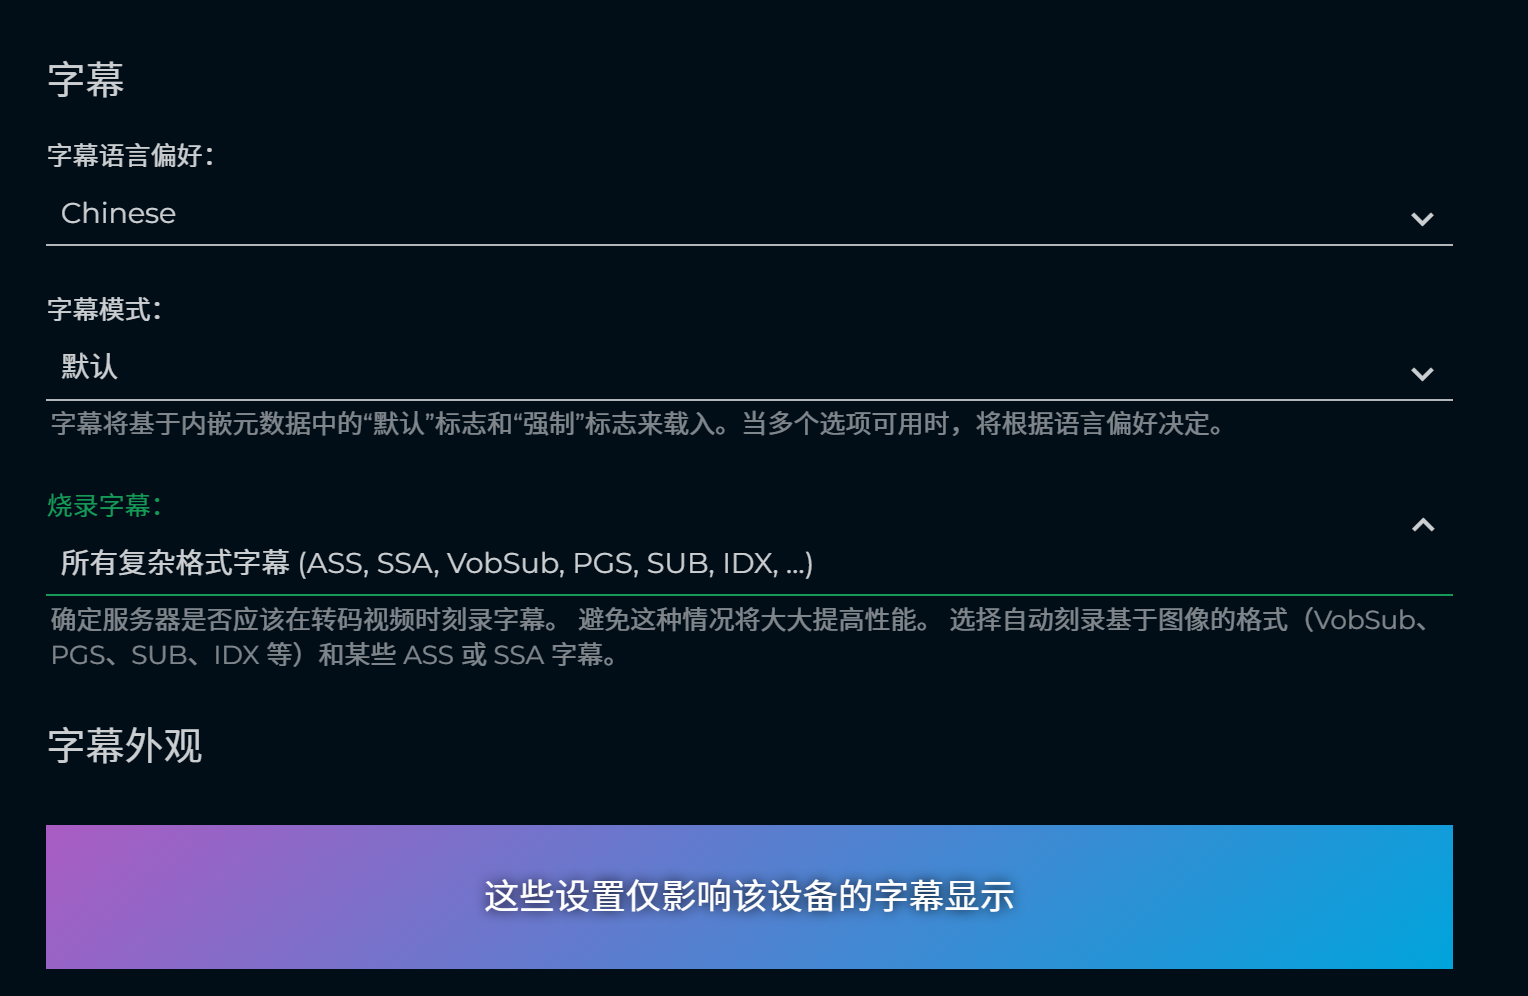 字幕
字幕语言偏好：
Chinese
字幕模式：
默认
字幕将基于内嵌元数据中的“默认”标志和“强制”标志来载入。当多个选项可用时，将根据语言偏好决定。
烧录字幕：
所有复杂格式字幕 (ASS, SSA, VobSub, PGS, SUB, IDX, ...)
确定服务器是否应该在转码视频时刻录字幕。 避免这种情况将大大提高性能。 选择自动刻录基于图像的格式（VobSub、
PGS、SUB、IDX 等）和某些 ASS 或 SSA 字幕。
字幕外观
这些设置仅影响该设备的字幕显示